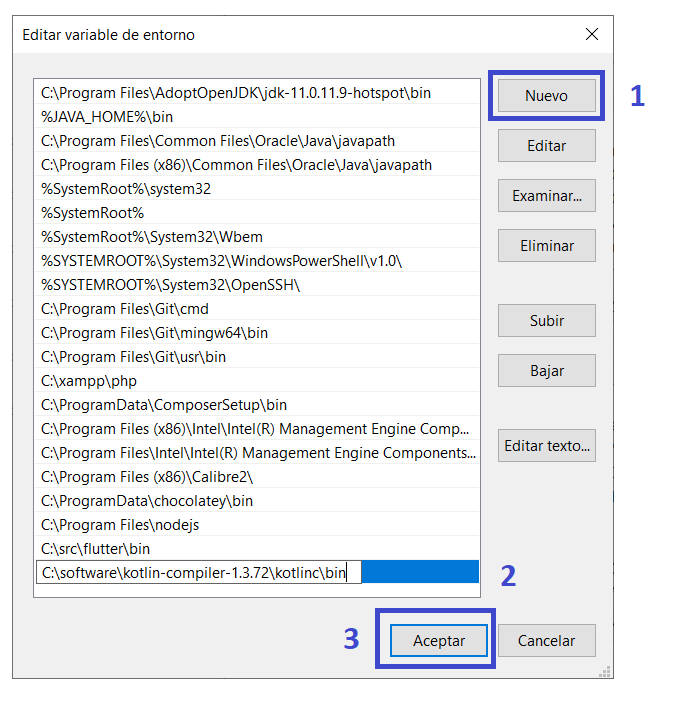 Editar variable de entorno
C:\Program Files\AdoptOpenJDK\jdk-11.0.11.9-hotspot\bin
%JAVA_HOME%\bin
C:\Program Files\Common Files\Oracle\Java\javapath
C:\Program Files (x86)\Common Files\Oracle\Java\javapath
%SystemRoot%\system32
%SystemRoot%
%SystemRoot%\System32\Wbem
%SYSTEMROOT%\System32\WindowsPowerShell\v1.0\
%SYSTEMROOT%\System32\OpenSSH\
C:\Program Files\Git\cmd
C:\Program Files\Git\mingw64\bin
C:\Program Files\Git\usr\bin
C:\xampp\php
C:\ProgramData\ComposerSetup\bin
C:\Program Files (x86)\Intel\Intel(R) Management Engine Comp...
C:\Program Files\Intel\Intel(R) Management Engine Components...
C:\Program Files (x86)\Calibre2\
C:\ProgramData\chocolatey\bin
C:\Program Files\nodejs
C:\src\flutter\bin
C:\software\kotlin-compiler-1.3.72\kotlinc\bin
Nuevo
1
Editar
Examinar...
Eliminar
Subir
Bajar
Editar texto...
2
3
Aceptar
Cancelar